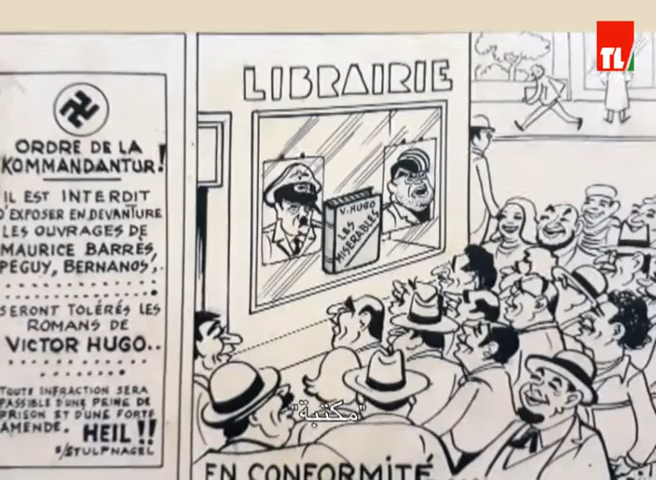 ORDRE DE LA
KOMMANDANTUR!
IL EST INTERDIT
D'EXPOSER EN DEVANTURE
LES OUVRAGES DE
MAURICE BARRÈS,
PÉGUY, BERNANOS,.
SERONT TOLÉRÉS LES
ROMANS DE
VICTOR HUGO..
TOUTE INFRACTION SERA
PASSIBLE D'UNE PEINE DE
PRISON ET D'UNE FORTE
AMENDE. HEIL!!
S/STULPNAGEL
LIBRAIRIE
V. HUGO
LES
MISERABLES
"مكتبة"
EN CONFORMITÉ
TL